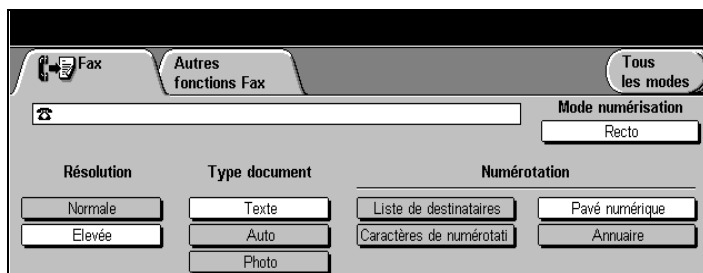 Fax
Autres
fonctions Fax
Tous
les modes
Mode numérisation
Recto
Résolution
Type document
Numérotation
Normale
Texte
Liste de destinataires
Pavé numérique
Elevée
Auto
Caractères de numérotati
Annuaire
Photo